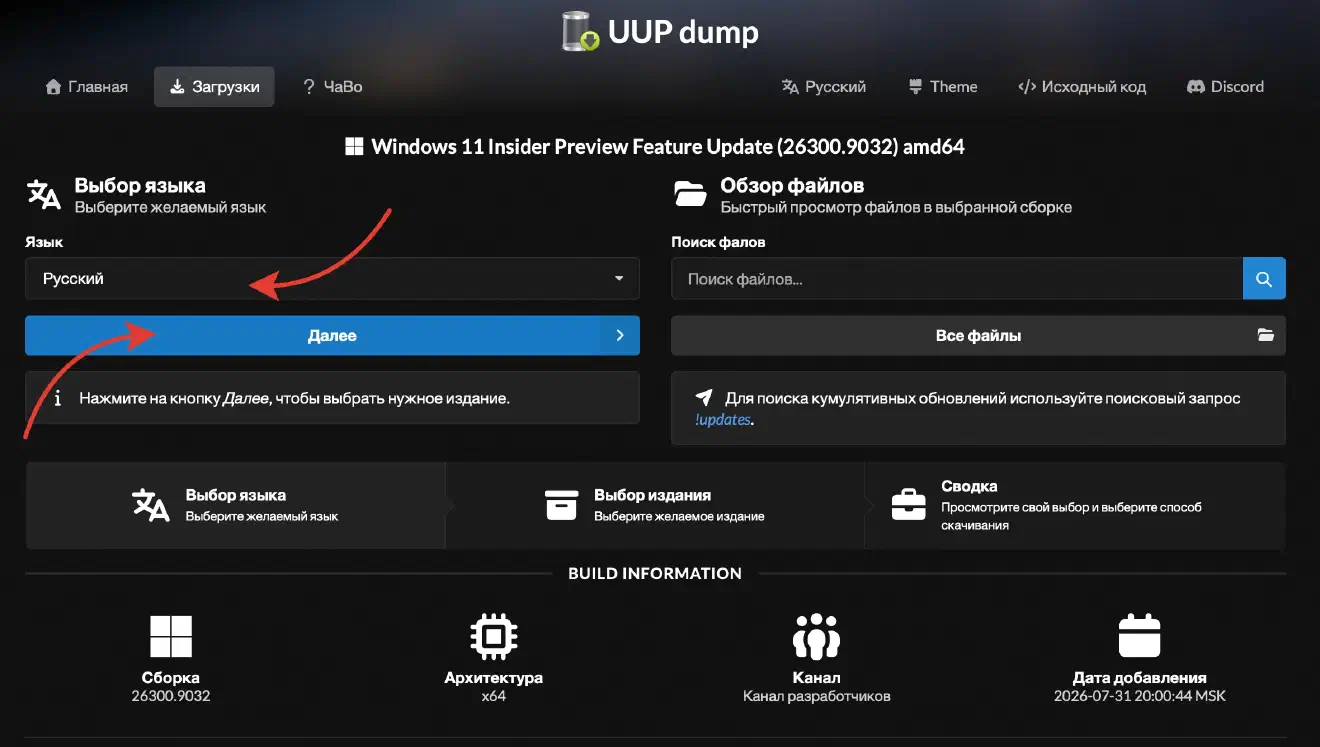 UUP dump
Главная
Загрузки
? ЧаВо
Русский
Theme
</> Исходный код
Discord
Windows 11 Insider Preview Feature Update (26300.9032) amd64
Выбор языка
Выберите желаемый язык
Язык
Русский
Далее
i Нажмите на кнопку Далее, чтобы выбрать нужное издание.
Обзор файлов
Быстрый просмотр файлов в выбранной сборке
Поиск фалов
Поиск файлов...
Все файлы
Для поиска кумулятивных обновлений используйте поисковый запрос
!updates.
Выбор языка
Выберите желаемый язык
Выбор издания
Выберите желаемое издание
Сводка
Просмотрите свой выбор и выберите способ
скачивания
BUILD INFORMATION
Сборка
26300.9032
Архитектура
x64
Канал
Канал разработчиков
Дата добавления
2026-07-31 20:00:44 MSK